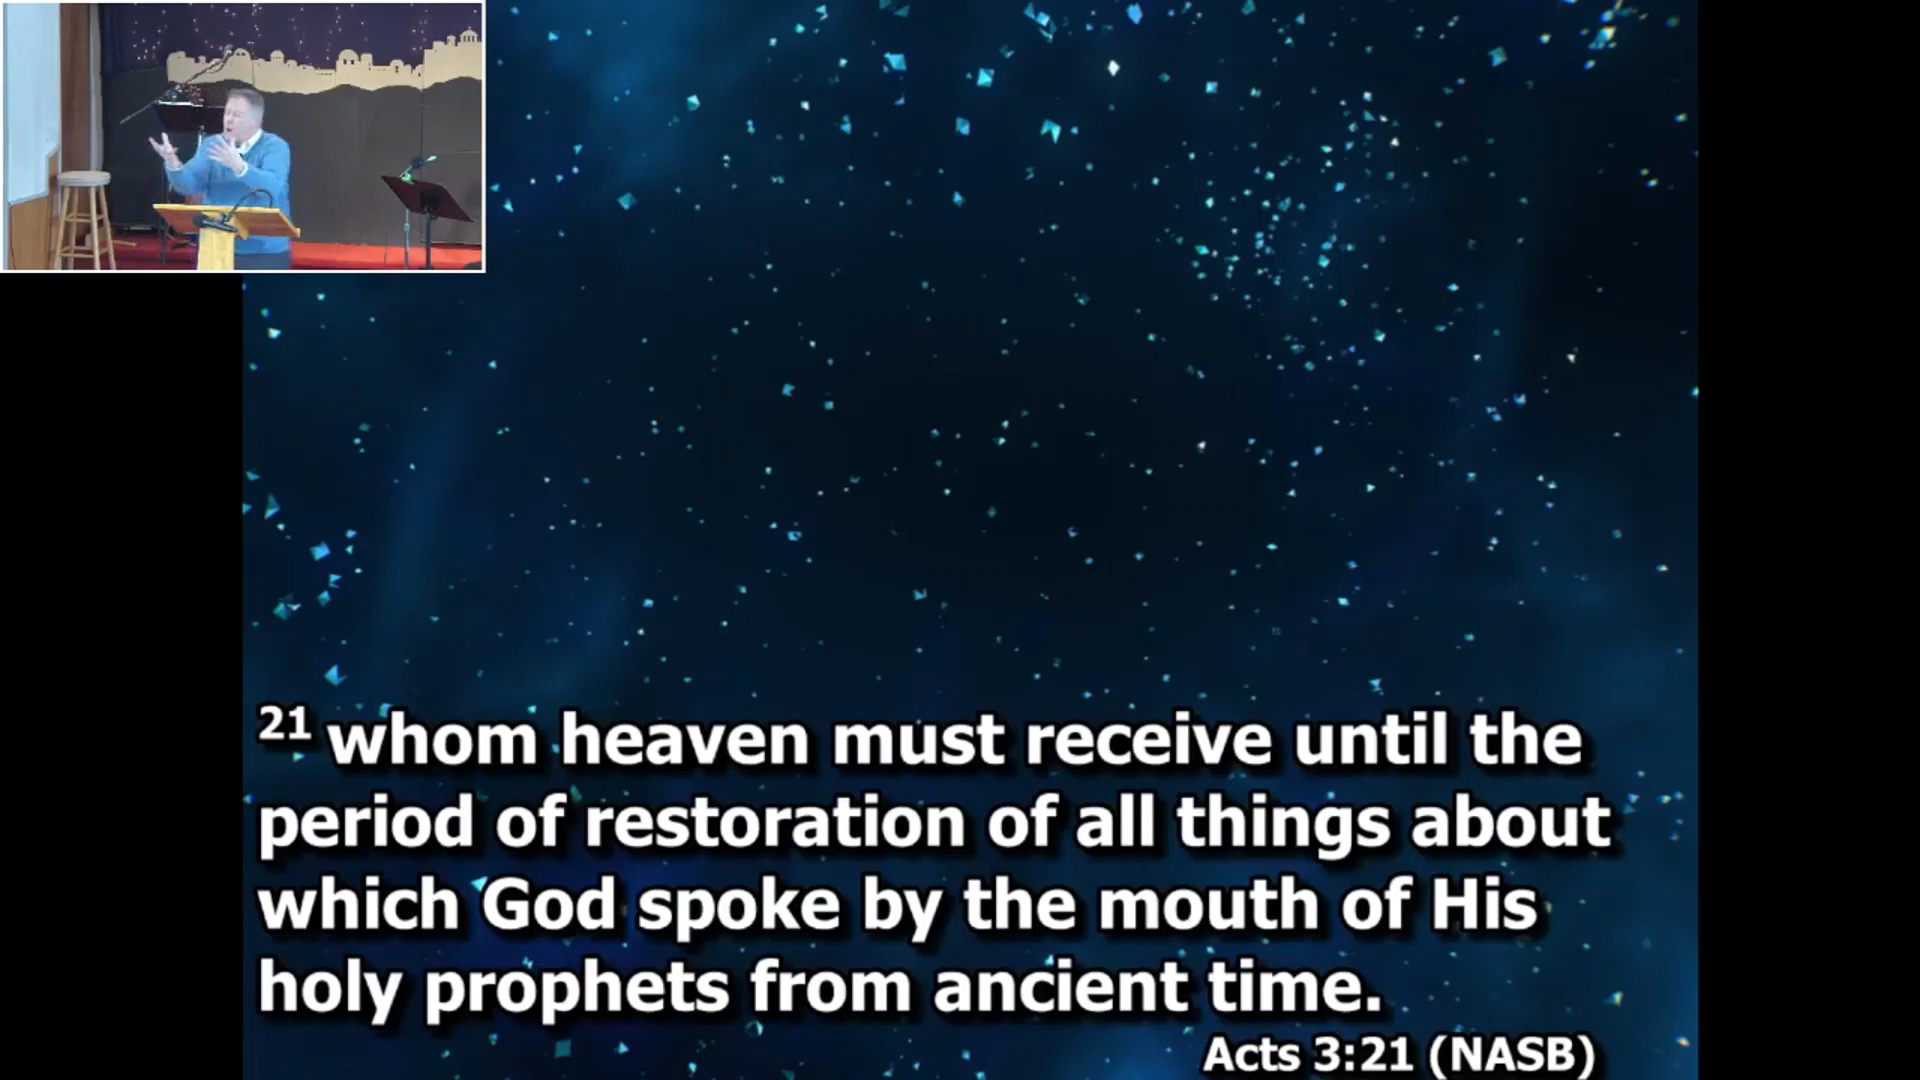 21 whom heaven must receive until the
period of restoration of all things about
which God spoke by the mouth of His
holy prophets from ancient time.
Acts 3:21 (NASB)